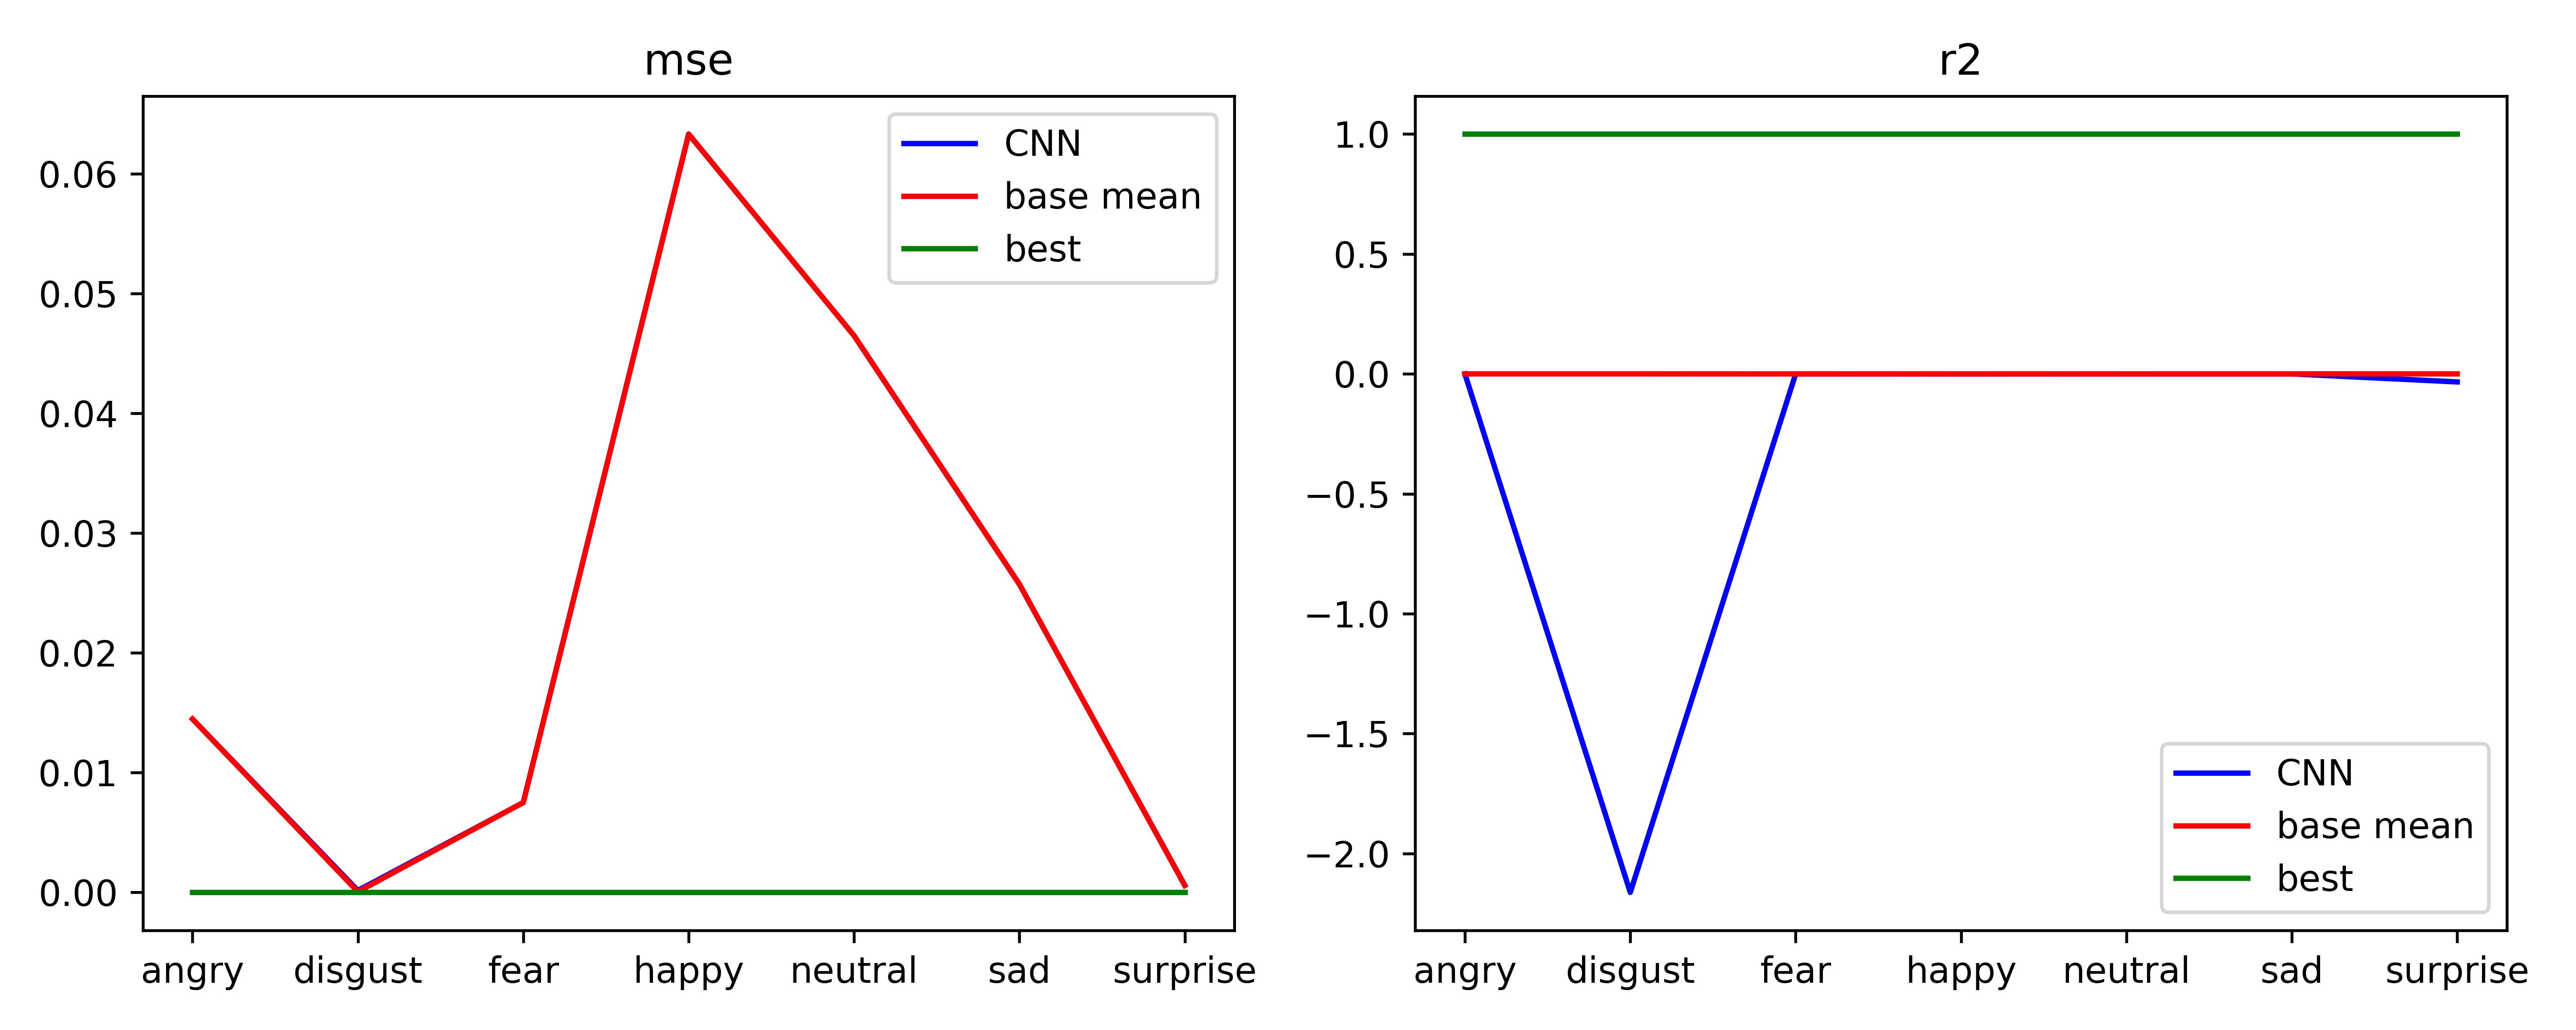 mse
0.06
0.05
0.04
0.03
0.02
0.01
0.00
angry disgust fear happy neutral sad surprise
CNN
base mean
best
r2
1.0
0.5
0.0
−0.5
−1.0
−1.5
−2.0
angry disgust fear happy neutral sad surprise
CNN
base mean
best